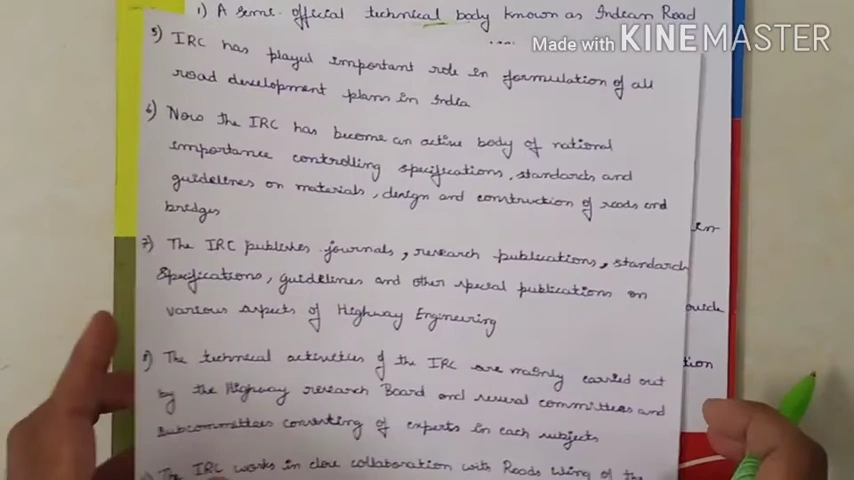 1) A semi official technical body known as Indian Road
Made with KINEMASTER
5) IRC has played important role in formulation of all
road development plans in India
6) Now the IRC has become an active body of national
importance controlling specifications, standards and
guidelines on materials, design and construction of roads and
bridges
7) The IRC publishes journals, research publications, standard
specifications, guidelines and other special publications on
various aspects of Highway Engineering
8) The technical activities of the IRC are mainly carried out
by the Highway research Board and several committees and
subcommittees consisting of experts in each subjects
The IRC works in close collaboration with Roads Wing of the